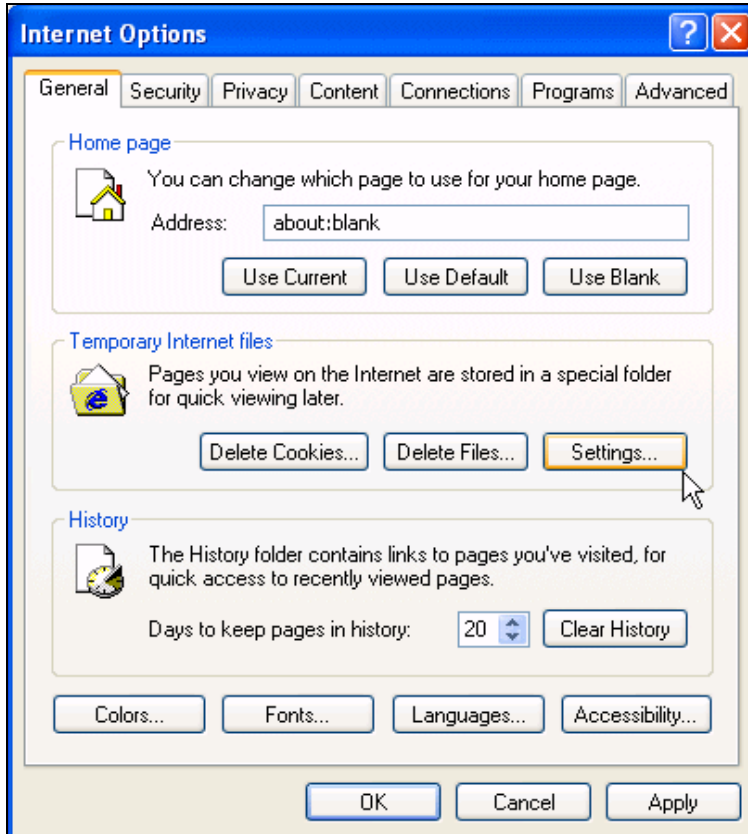 Internet Options
General Security Privacy Content Connections Programs Advanced
Home page
You can change which page to use for your home page.
Address: about:blank
Use Current Use Default Use Blank
Temporary Internet files
Pages you view on the Internet are stored in a special folder
for quick viewing later.
Delete Cookies... Delete Files... Settings...
History
The History folder contains links to pages you've visited, for
quick access to recently viewed pages.
Days to keep pages in history: 20 Clear History
Colors... Fonts... Languages... Accessibility...
OK Cancel Apply